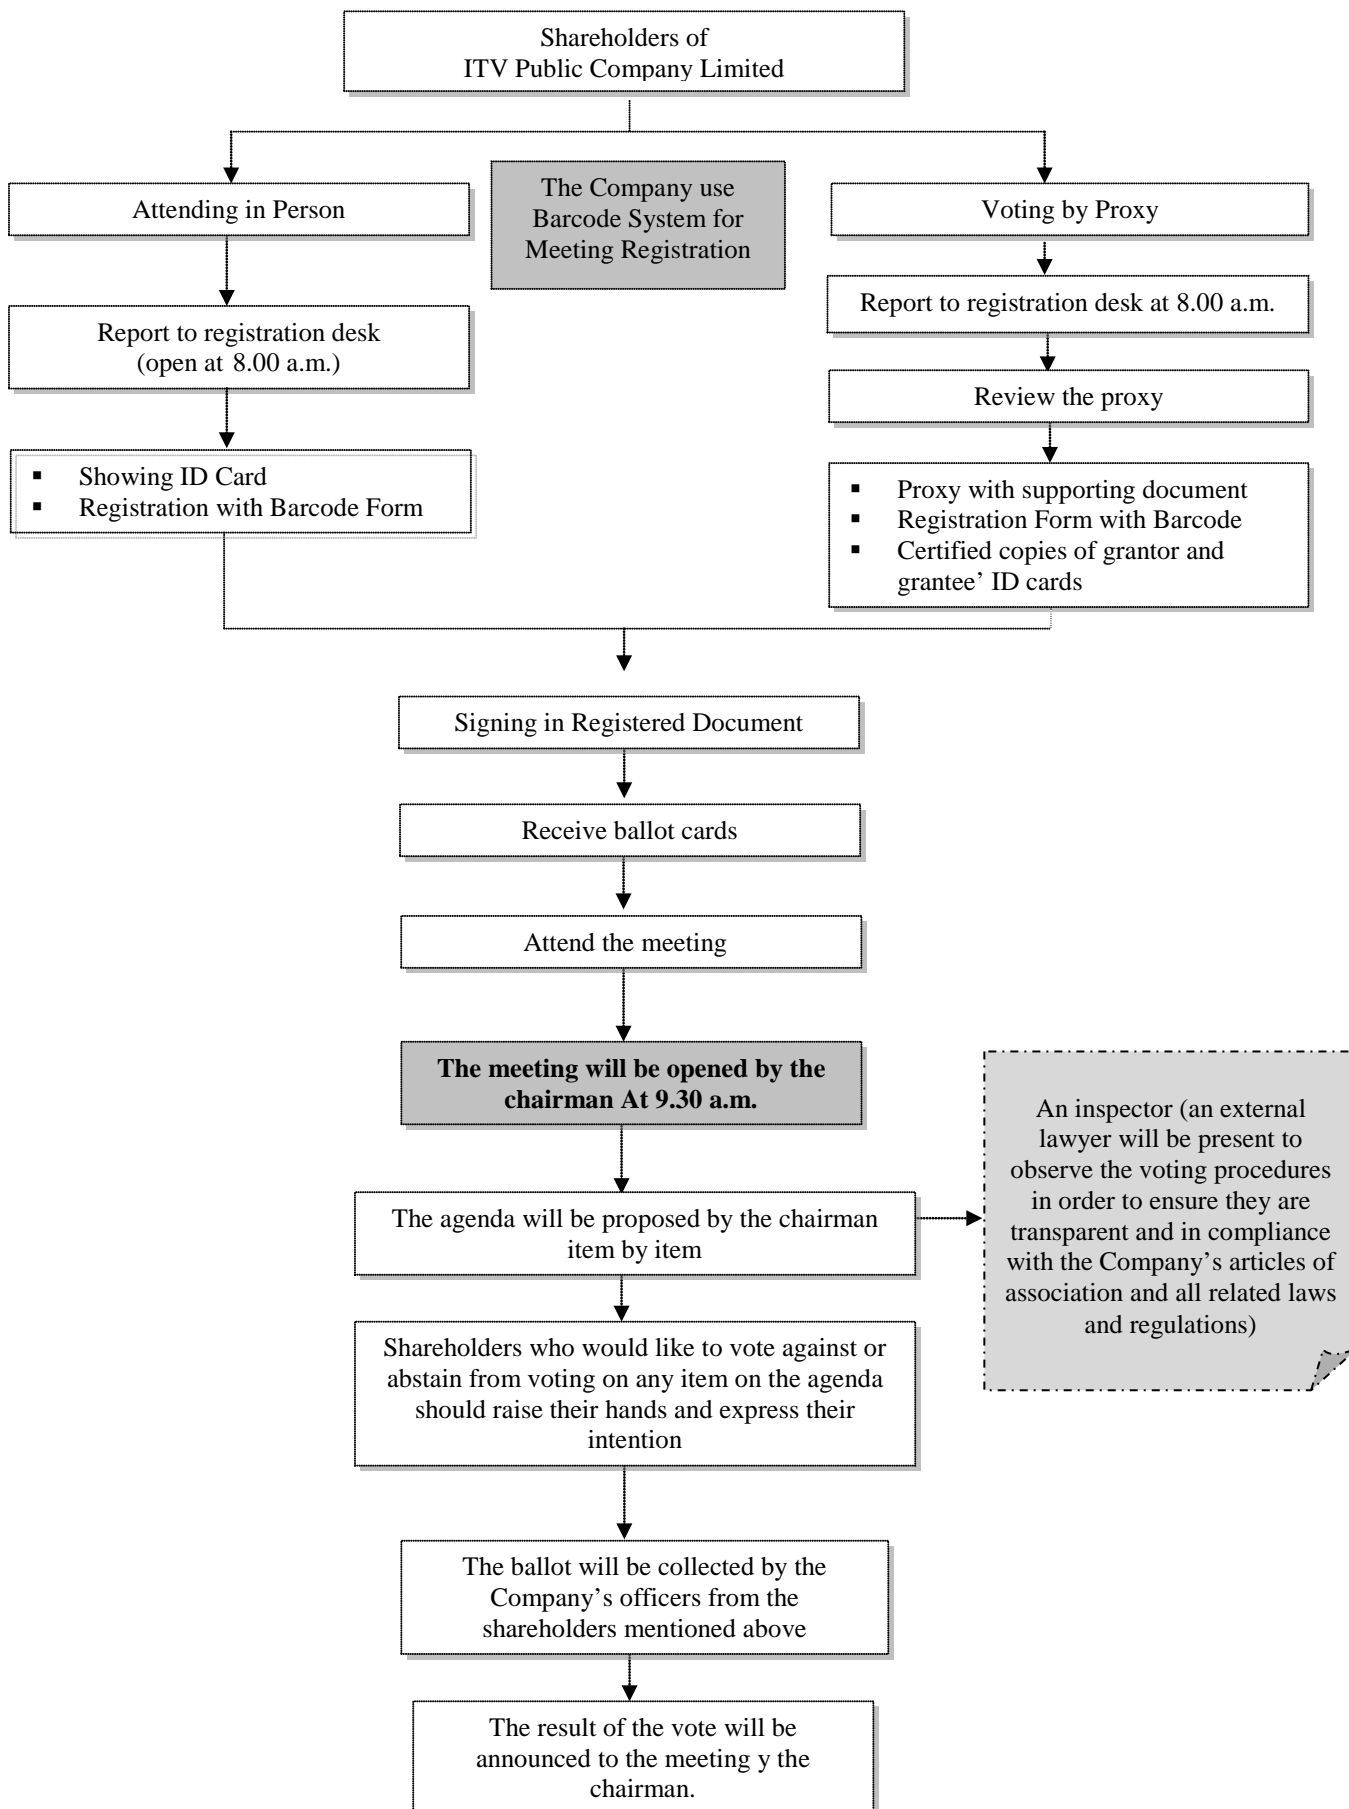 Shareholders of
ITV Public Company Limited
Attending in Person
The Company use
Barcode System for
Meeting Registration
Voting by Proxy
Report to registration desk
(open at 8.00 a.m.)
Report to registration desk at 8.00 a.m.
Review the proxy
▪ Showing ID Card
▪ Registration with Barcode Form
▪ Proxy with supporting document
▪ Registration Form with Barcode
▪ Certified copies of grantor and
grantee’ ID cards
Signing in Registered Document
Receive ballot cards
Attend the meeting
The meeting will be opened by the
chairman At 9.30 a.m.
An inspector (an external
lawyer will be present to
observe the voting procedures
in order to ensure they are
transparent and in compliance
with the Company’s articles of
association and all related laws
and regulations)
The agenda will be proposed by the chairman
item by item
Shareholders who would like to vote against or
abstain from voting on any item on the agenda
should raise their hands and express their
intention
The ballot will be collected by the
Company’s officers from the
shareholders mentioned above
The result of the vote will be
announced to the meeting y the
chairman.